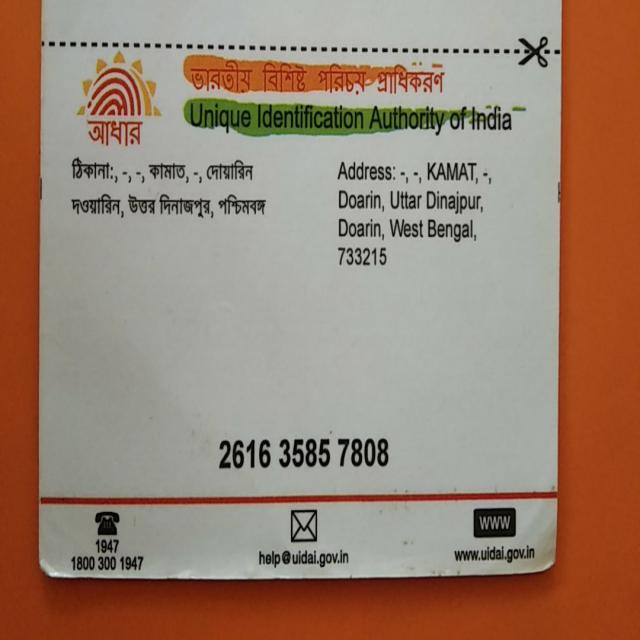 ভারতীয় বিশিষ্ট পরিচয় প্রাধিকরণ
Unique Identification Authority of India
আধার
ঠিকানা:, -, -, কামাত, -, দোয়ারিন
দওয়ারিন, উত্তর দিনাজপুর, পশ্চিমবঙ্গ
Address: -, -, KAMAT, -,
Doarin, Uttar Dinajpur,
Doarin, West Bengal,
733215
2616 3585 7808
1947
1800 300 1947
help@uidai.gov.in
WWW
www.uidai.gov.in